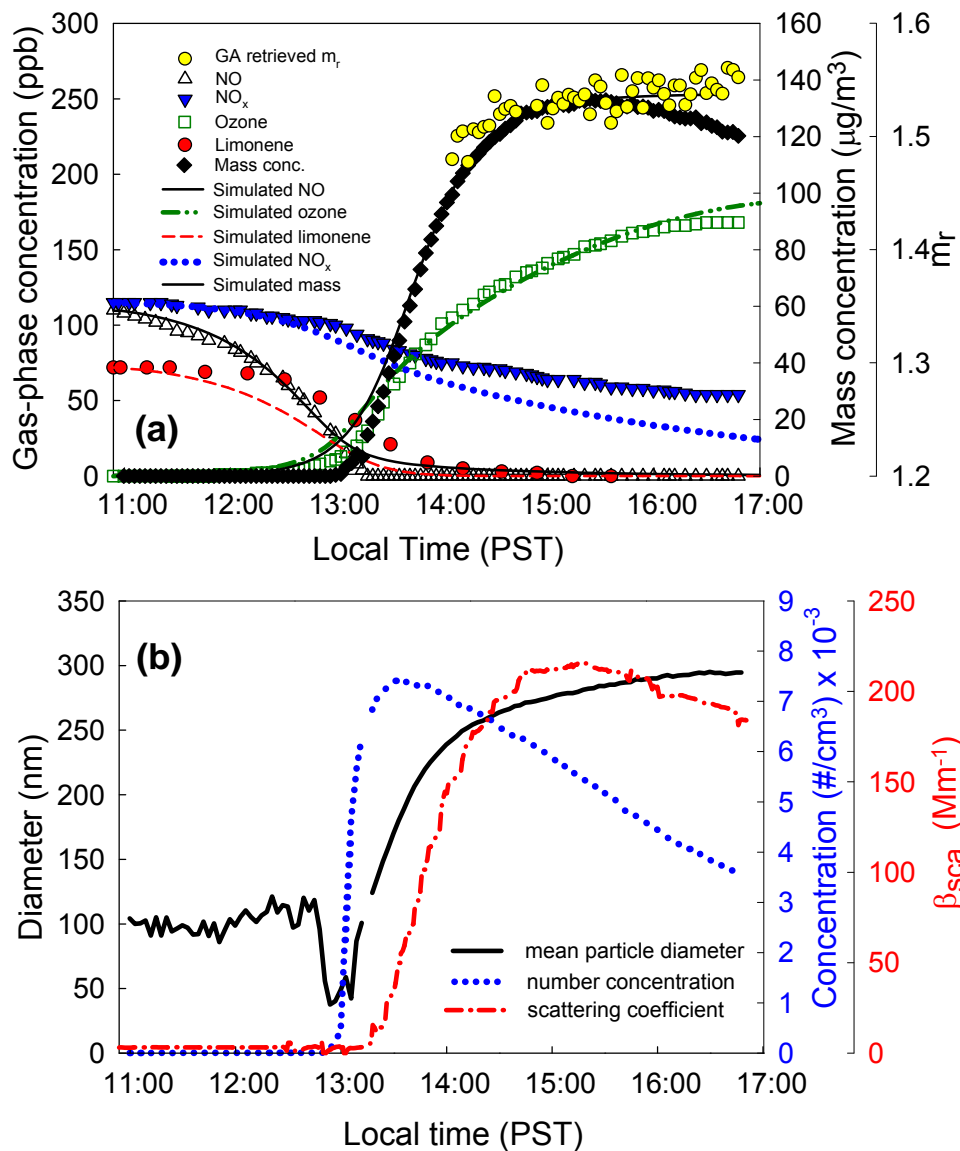 300
250
200
150
100
50
0
Gas-phase concentration (ppb)
GA retrieved m_r
NO
NO_x
Ozone
Limonene
Mass conc.
Simulated NO
Simulated ozone
Simulated limonene
Simulated NO_x
Simulated mass
(a)
160
140
120
100
80
60
40
20
0
Mass concentration (µg/m³)
1.6
1.5
1.4
1.3
1.2
m_r
11:00 12:00 13:00 14:00 15:00 16:00 17:00
Local Time (PST)
350
300
250
200
150
100
50
0
Diameter (nm)
(b)
mean particle diameter
number concentration
scattering coefficient
9
8
7
6
5
4
3
2
1
0
Concentration (#/cm³) x 10⁻³
250
200
150
100
50
0
β_sca (Mm⁻¹)
11:00 12:00 13:00 14:00 15:00 16:00 17:00
Local time (PST)